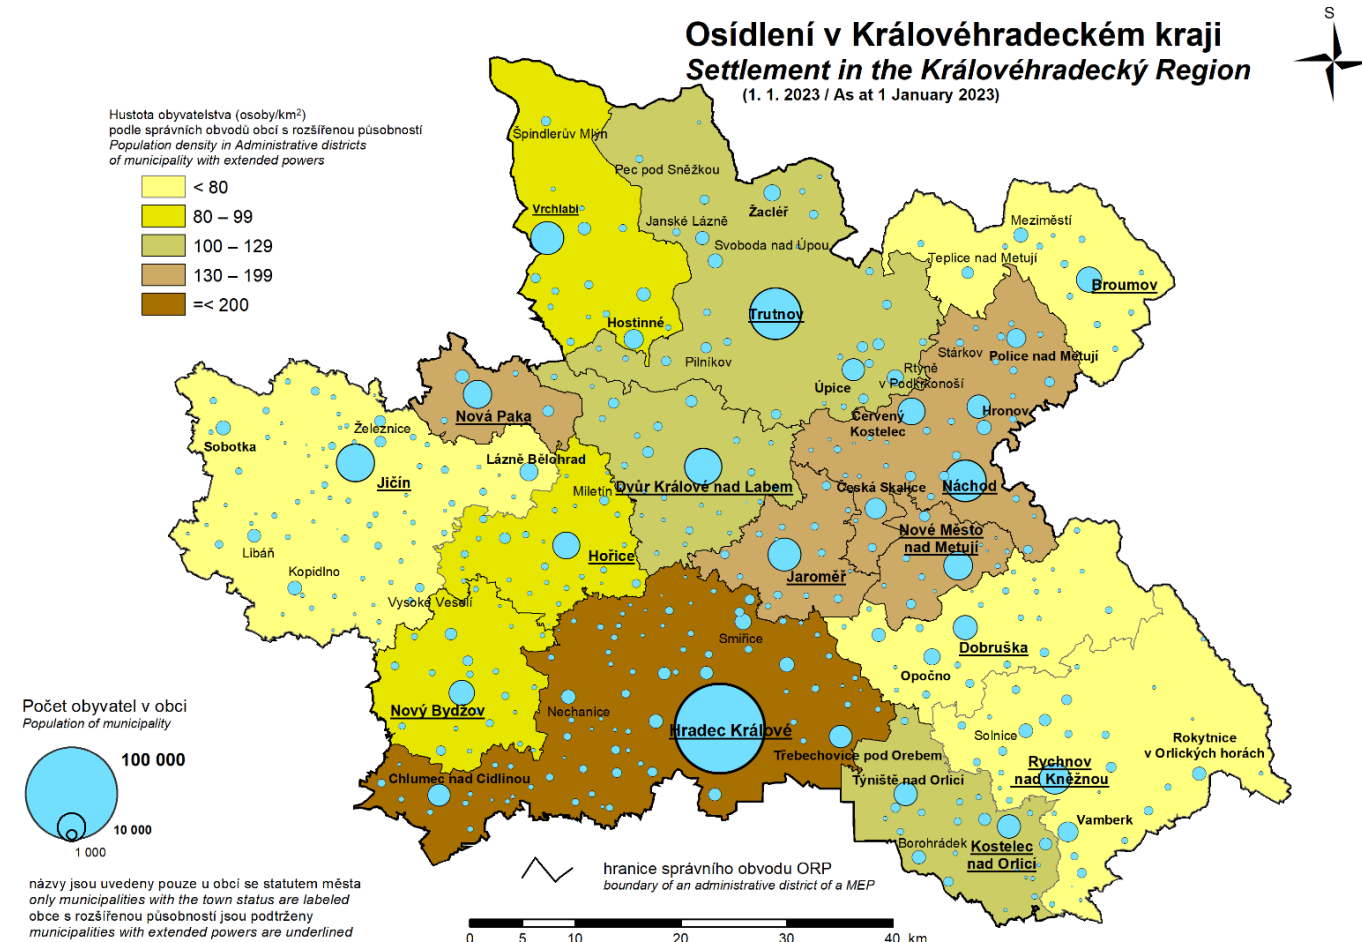 Osídlení v Královéhradeckém kraji
Settlement in the Královéhradecký Region
(1. 1. 2023 / As at 1 January 2023)
S
Hustota obyvatelstva (osoby/km²)
podle správních obvodů obcí s rozšířenou působností
Population density in Administrative districts
of municipality with extended powers
< 80
80 – 99
100 – 129
130 – 199
=< 200
Špindlerův Mlýn
Pec pod Sněžkou
Vrchlabí
Janské Lázně
Žacléř
Svoboda nad Úpou
Meziměstí
Teplice nad Metují
Broumov
Trutnov
Hostinné
Pilníkov
Stárkov
Police nad Metují
Rtyně
v Podkrkonoší
Úpice
Nová Paka
Červený
Kostelec
Hronov
Sobotka
Železnice
Lázně Bělohrad
Jičín
Miletín
Dvůr Králové nad Labem
Česká Skalice
Náchod
Nové Město
nad Metují
Libáň
Hořice
Jaroměř
Kopidlno
Vysoké Veselí
Smiřice
Dobruška
Opočno
Nový Bydžov
Nechanice
Hradec Králové
Solnice
Rokytnice
v Orlických horách
Třebechovice pod Orebem
Rychnov
nad Kněžnou
Chlumec nad Cidlinou
Týniště nad Orlicí
Vamberk
Borohrádek
Kostelec
nad Orlicí
Počet obyvatel v obci
Population of municipality
100 000
10 000
1 000
hranice správního obvodu ORP
boundary of an administrative district of a MEP
názvy jsou uvedeny pouze u obcí se statutem města
only municipalities with the town status are labeled
obce s rozšířenou působností jsou podtrženy
municipalities with extended powers are underlined
0 5 10 20 30 40 km